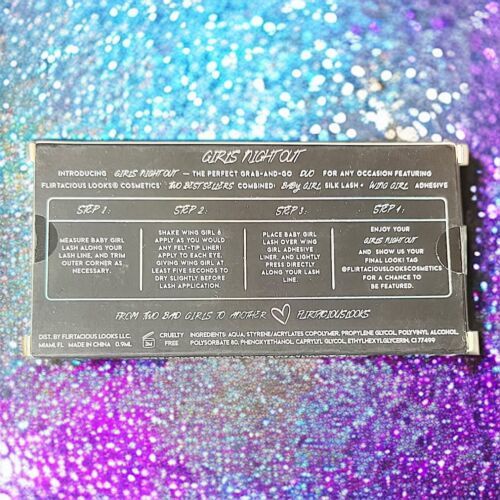 GIRLS NIGHT OUT
INTRODUCING GIRLS NIGHT OUT — THE PERFECT GRAB-AND-GO DUO FOR ANY OCCASION FEATURING
FLIRTACIOUS LOOKS® COSMETICS' TWO BEST SELLERS COMBINED: BABY GIRL SILK LASH + WING GIRL ADHESIVE
STEP 1:
MEASURE BABY GIRL
LASH ALONG YOUR
LASH LINE, AND TRIM
OUTER CORNER AS
NECESSARY.
STEP 2:
SHAKE WING GIRL &
APPLY AS YOU WOULD
ANY FELT-TIP LINER!
APPLY TO EACH EYE.
GIVING WING GIRL AT
LEAST FIVE SECONDS TO
DRY SLIGHTLY BEFORE
LASH APPLICATION.
STEP 3:
PLACE BABY GIRL
LASH OVER WING
GIRL ADHESIVE
LINER, AND LIGHTLY
PRESS DIRECTLY
ALONG YOUR LASH
LINE.
STEP 4:
ENJOY YOUR
GIRLS NIGHT OUT
AND SHOW US YOUR
FINAL LOOK! TAG
@FLIRTACIOUSLOOKSCOSMETICS
FOR A CHANCE TO
BE FEATURED.
FROM TWO BAD GIRLS TO ANOTHER FLIRTACIOUSLOOKS
DIST. BY FLIRTACIOUS LOOKS LLC.
MIAMI, FL MADE IN CHINA 0.9ML
3M
CRUELTY
FREE
INGREDIENTS: AQUA, STYRENE/ACRYLATES COPOLYMER, PROPYLENE GLYCOL, POLYVINYL ALCOHOL,
POLYSORBATE 80, PHENOXYETHANOL, CAPRYLYL GLYCOL, ETHYLHEXYLGLYCERIN, CI 77499